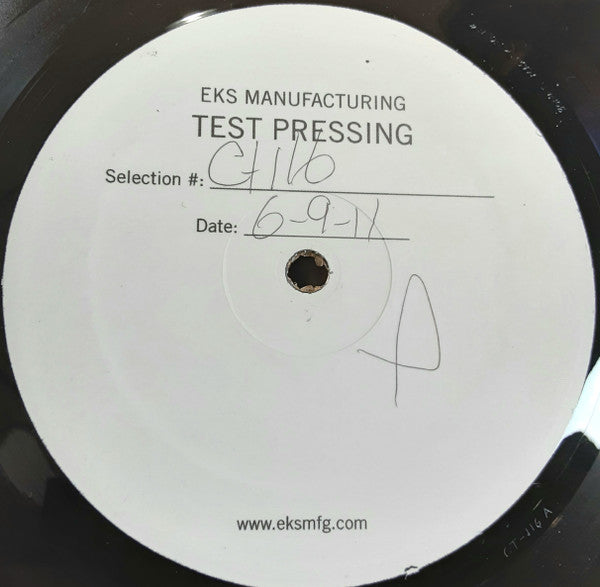 EKS MANUFACTURING
TEST PRESSING
Selection #: CT116
Date: 6-9-11
A
www.eksmfg.com
CT-116 A